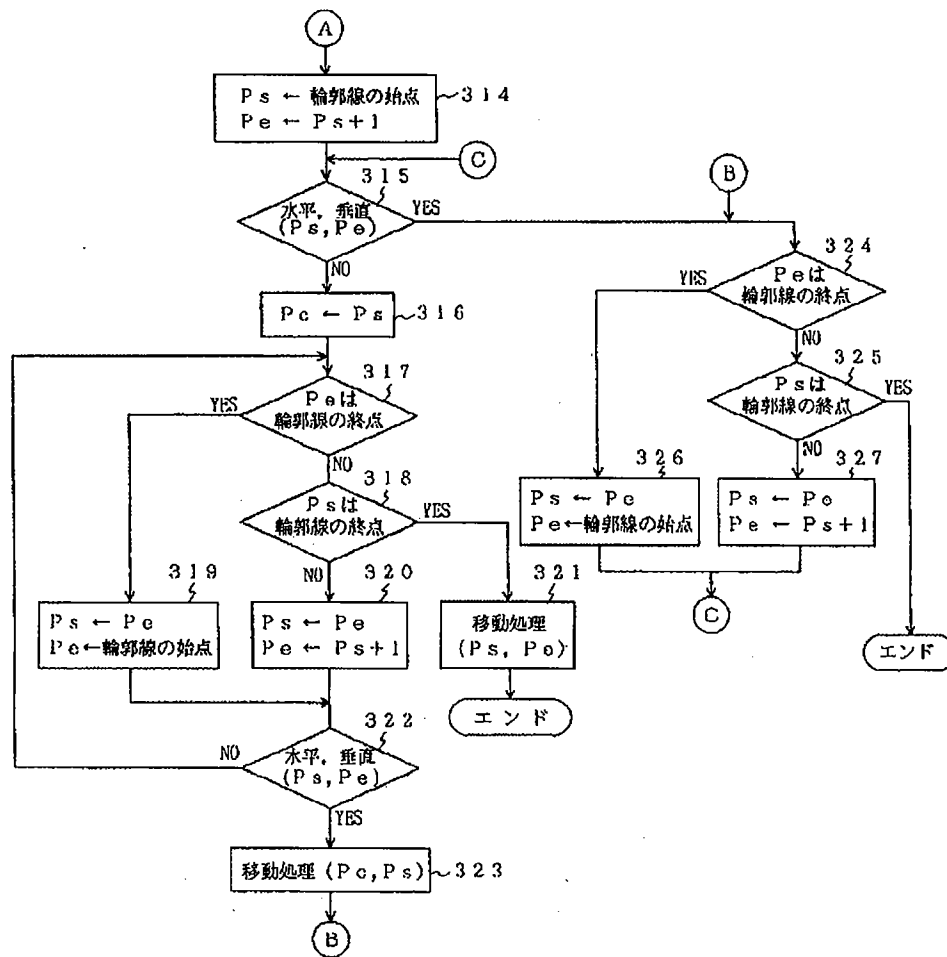 A
Ps ← 輪郭線の始点
Pe ← Ps+1
314
C
315
水平, 垂直
(Ps, Pe)
YES
NO
B
324
Peは
輪郭線の終点
YES
NO
Pc ← Ps
316
325
Psは
輪郭線の終点
YES
NO
317
Peは
輪郭線の終点
YES
NO
318
Psは
輪郭線の終点
YES
NO
326
Ps ← Pe
Pe←輪郭線の始点
327
Ps ← Pe
Pe ← Ps+1
C
エンド
319
Ps ← Pe
Pe←輪郭線の始点
320
Ps ← Pe
Pe ← Ps+1
321
移動処理
(Ps, Pe)
エンド
322
水平, 垂直
(Ps, Pe)
NO
YES
移動処理 (Pc, Ps)
323
B